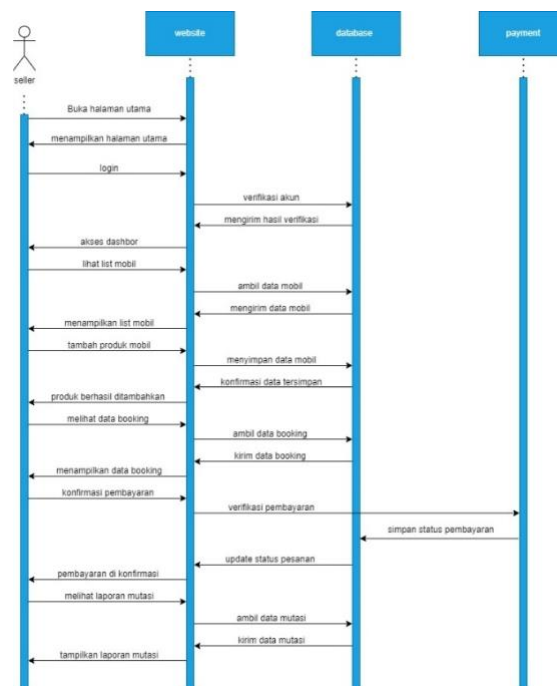 website
database
payment
seller
Buka halaman utama
menampilkan halaman utama
login
verifikasi akun
mengirim hasil verifikasi
akses dashbor
lihat list mobil
ambil data mobil
mengirim data mobil
menampilkan list mobil
tambah produk mobil
menyimpan data mobil
konfirmasi data tersimpan
produk berhasil ditambahkan
melihat data booking
ambil data booking
kirim data booking
menampilkan data booking
konfirmasi pembayaran
verifikasi pembayaran
simpan status pembayaran
update status pesanan
pembayaran di konfirmasi
melihat laporan mutasi
ambil data mutasi
kirim data mutasi
tampilkan laporan mutasi